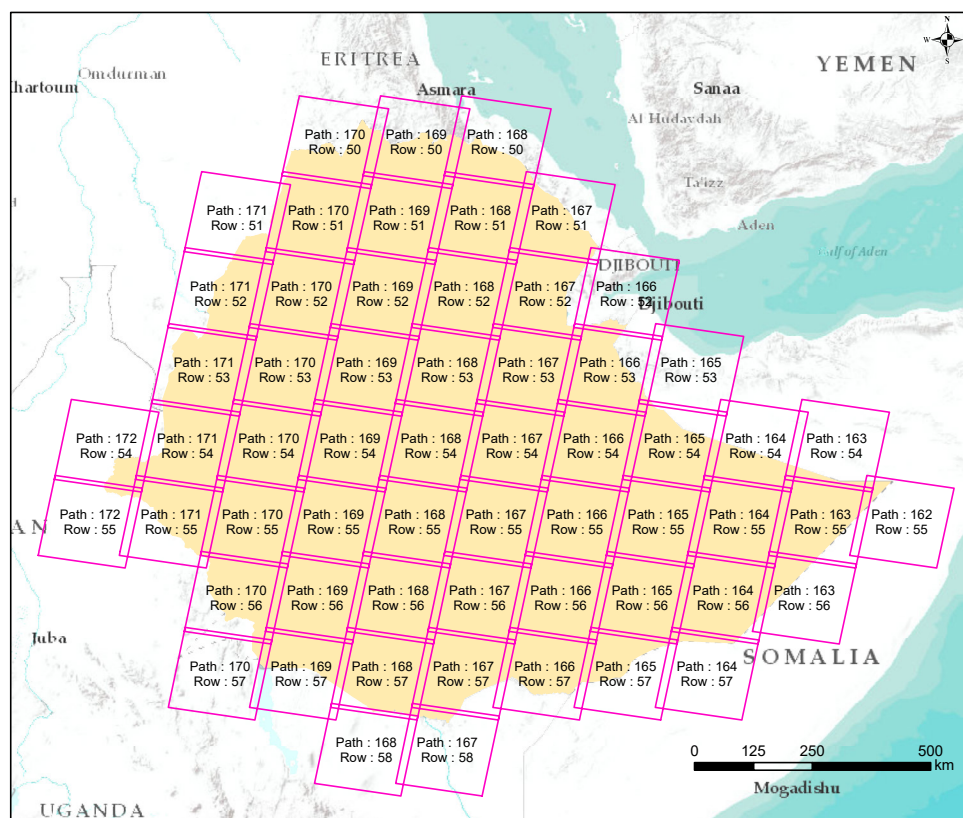 N
W
E
S
ERITREA
YEMEN
Omdurman
Khartoum
Asmara
Sanaa
Al Hudaydah
Path : 170
Row : 50
Path : 169
Row : 50
Path : 168
Row : 50
Ta'izz
Path : 171
Row : 51
Path : 170
Row : 51
Path : 169
Row : 51
Path : 168
Row : 51
Path : 167
Row : 51
Aden
Gulf of Aden
DJIBOUTI
Path : 171
Row : 52
Path : 170
Row : 52
Path : 169
Row : 52
Path : 168
Row : 52
Path : 167
Row : 52
Path : 166
Row : 52
Djibouti
Path : 171
Row : 53
Path : 170
Row : 53
Path : 169
Row : 53
Path : 168
Row : 53
Path : 167
Row : 53
Path : 166
Row : 53
Path : 165
Row : 53
Path : 172
Row : 54
Path : 171
Row : 54
Path : 170
Row : 54
Path : 169
Row : 54
Path : 168
Row : 54
Path : 167
Row : 54
Path : 166
Row : 54
Path : 165
Row : 54
Path : 164
Row : 54
Path : 163
Row : 54
Path : 172
Row : 55
Path : 171
Row : 55
Path : 170
Row : 55
Path : 169
Row : 55
Path : 168
Row : 55
Path : 167
Row : 55
Path : 166
Row : 55
Path : 165
Row : 55
Path : 164
Row : 55
Path : 163
Row : 55
Path : 162
Row : 55
AN
Path : 170
Row : 56
Path : 169
Row : 56
Path : 168
Row : 56
Path : 167
Row : 56
Path : 166
Row : 56
Path : 165
Row : 56
Path : 164
Row : 56
Path : 163
Row : 56
Juba
SOMALIA
Path : 170
Row : 57
Path : 169
Row : 57
Path : 168
Row : 57
Path : 167
Row : 57
Path : 166
Row : 57
Path : 165
Row : 57
Path : 164
Row : 57
Path : 168
Row : 58
Path : 167
Row : 58
0 125 250 500
km
Mogadishu
UGANDA